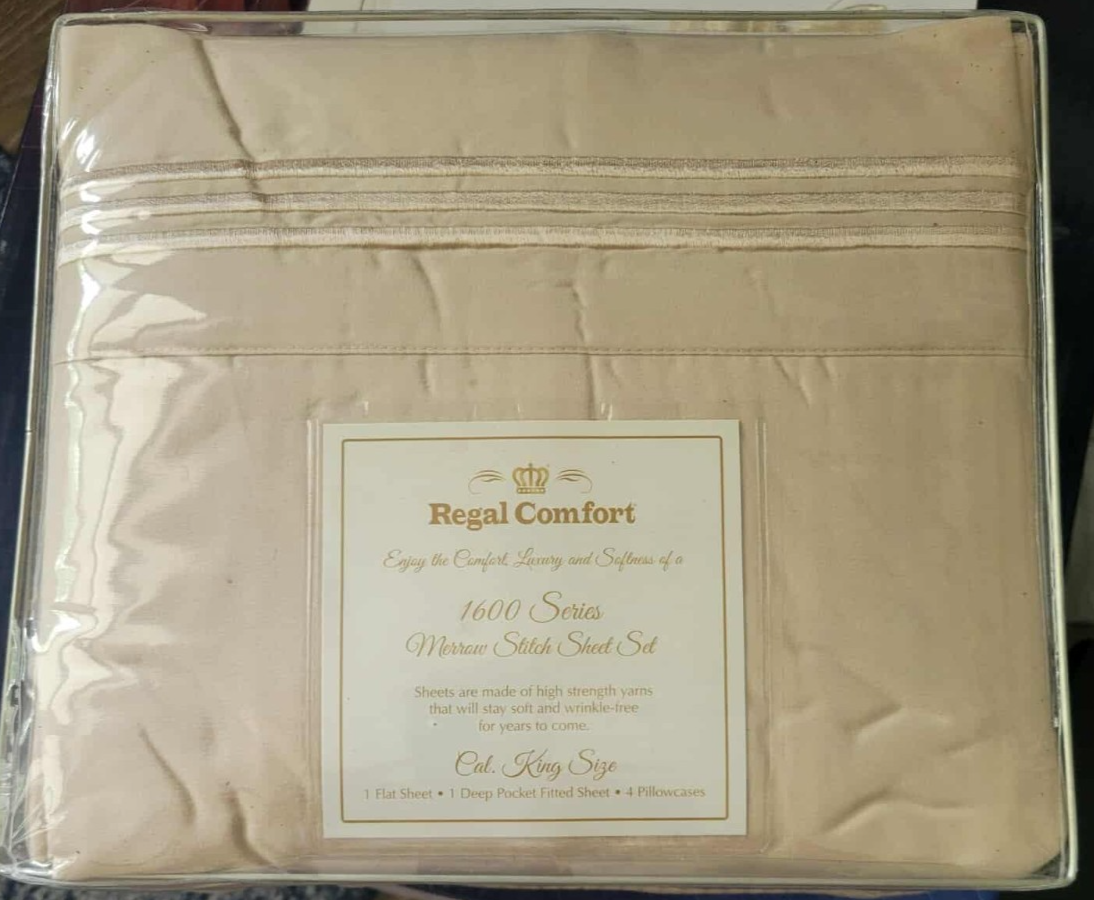 Regal Comfort
Enjoy the Comfort, Luxury and Softness of a
1600 Series
Merrow Stitch Sheet Set
Sheets are made of high strength yarns
that will stay soft and wrinkle-free
for years to come.
Cal. King Size
1 Flat Sheet • 1 Deep Pocket Fitted Sheet • 4 Pillowcases